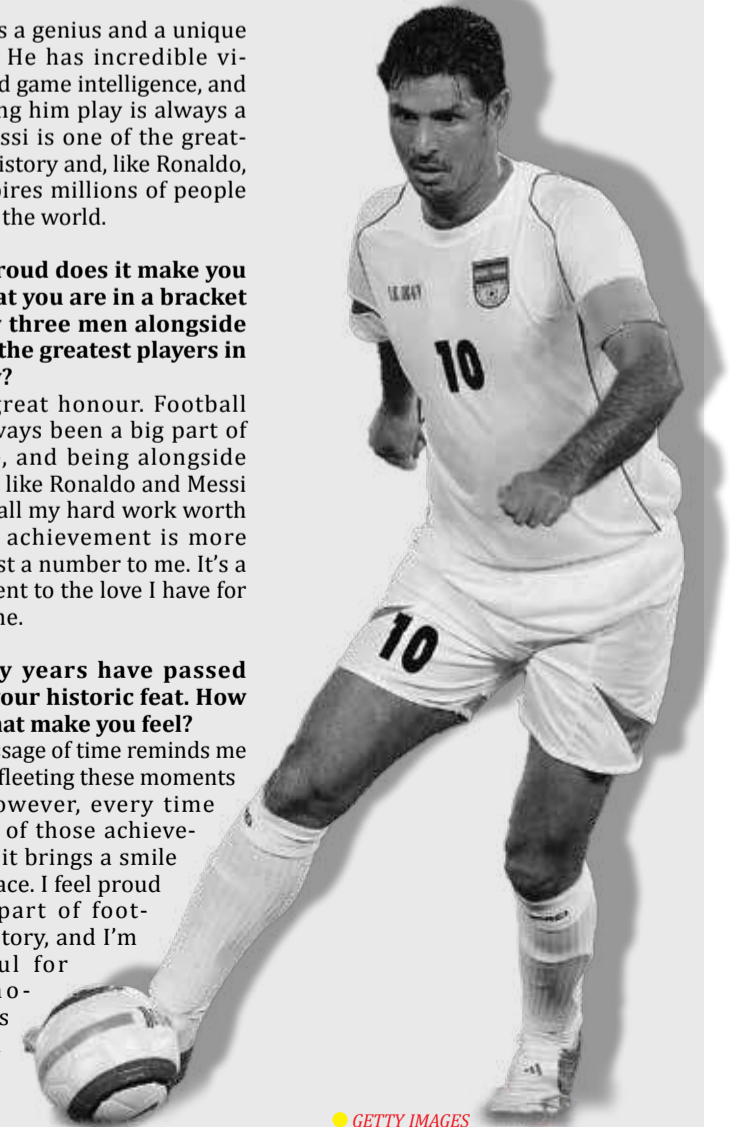 s a genius and a unique
He has incredible vi-
d game intelligence, and
ng him play is always a
ssi is one of the great-
istory and, like Ronaldo,
pires millions of people
the world.
roud does it make you
at you are in a bracket
three men alongside
the greatest players in
y?
great honour. Football
ways been a big part of
, and being alongside
like Ronaldo and Messi
all my hard work worth
achievement is more
st a number to me. It’s a
ent to the love I have for
ne.
y years have passed
your historic feat. How
hat make you feel?
ssage of time reminds me
fleeting these moments
owever, every time
of those achieve-
it brings a smile
ace. I feel proud
part of foot-
tory, and I’m
ul for
o-
s
10
10
GETTY IMAGES